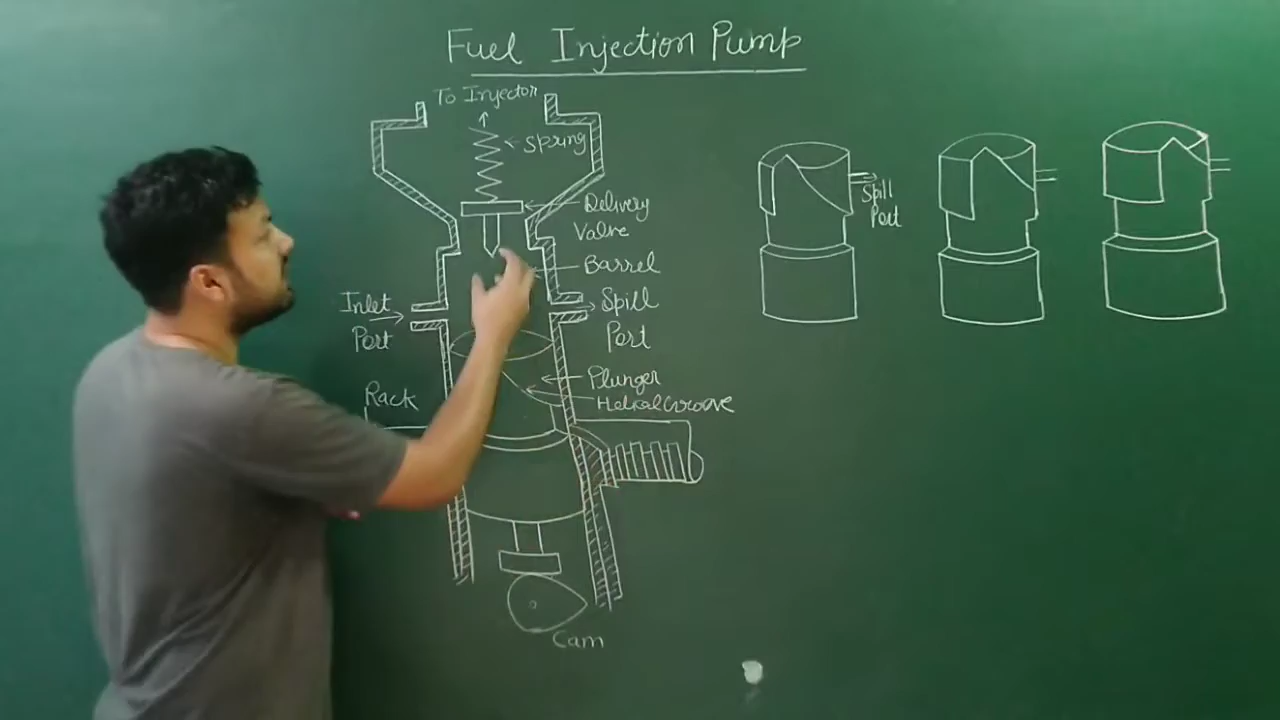 Fuel Injection Pump
To Injector
Spring
Delivery
Valve
Barrel
Inlet
Port
Spill
Port
Rack
Plunger
Helical Groove
Cam
Spill
Port